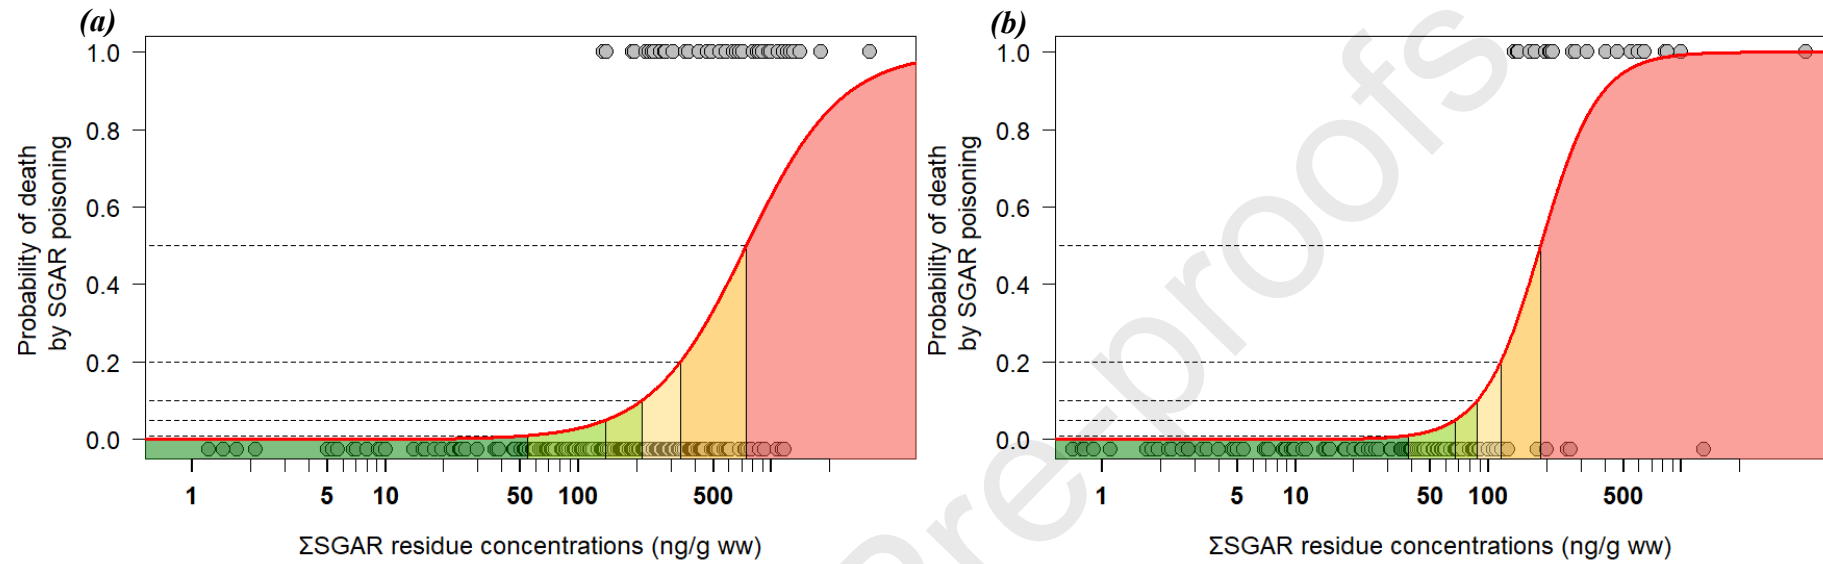 (a)
1.0
0.8
0.6
0.4
0.2
0.0
Probability of death
by SGAR poisoning
1 5 10 50 100 500
ΣSGAR residue concentrations (ng/g ww)
(b)
1.0
0.8
0.6
0.4
0.2
0.0
Probability of death
by SGAR poisoning
1 5 10 50 100 500
ΣSGAR residue concentrations (ng/g ww)
re-proofs